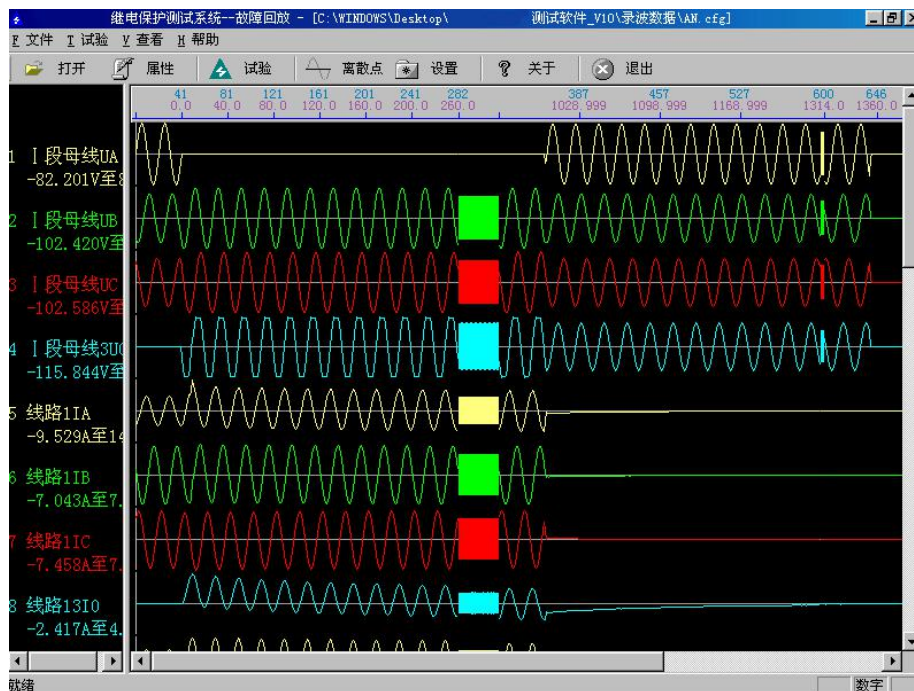 继电保护测试系统--故障回放 - [C:\WINDOWS\Desktop\ 测试软件_V10\录波数据\AN.cfg]
F 文件 T 试验 V 查看 H 帮助
打开 属性 试验 离散点 设置 关于 退出
41 81 121 161 201 241 282 387 457 527 600 646
0.0 40.0 80.0 120.0 160.0 200.0 260.0 1028.999 1098.999 1168.999 1314.0 1360.0
1 I段母线UA
-82.201V至8
2 I段母线UB
-102.420V至
3 I段母线UC
-102.586V至
4 I段母线3U0
-115.844V至
5 线路1IA
-9.529A至14
6 线路1IB
-7.043A至7.
7 线路1IC
-7.458A至7.
8 线路13I0
-2.417A至4.
就绪
数字